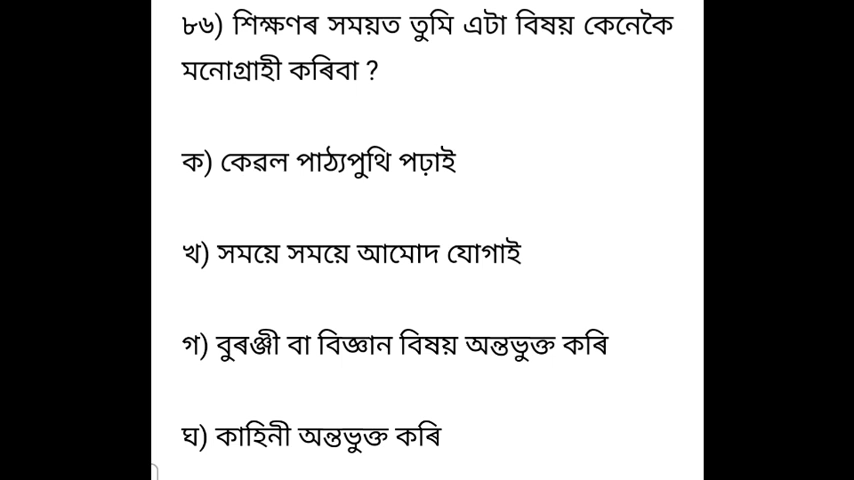 ৮৬) শিক্ষণৰ সময়ত তুমি এটা বিষয় কেনেকৈ
মনোগ্ৰাহী কৰিবা ?
ক) কেৱল পাঠ্যপুথি পঢ়াই
খ) সময়ে সময়ে আমোদ যোগাই
গ) বুৰঞ্জী বা বিজ্ঞান বিষয় অন্তভুক্ত কৰি
ঘ) কাহিনী অন্তভুক্ত কৰি